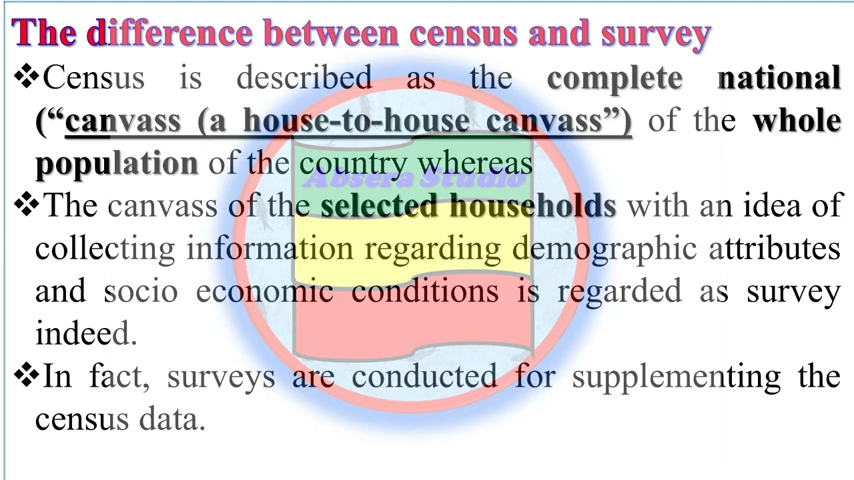 The difference between census and survey
❖Census is described as the complete national
(“canvass (a house-to-house canvass”) of the whole
population of the country whereas
Absera Studio
❖The canvass of the selected households with an idea of
collecting information regarding demographic attributes
and socio economic conditions is regarded as survey
indeed.
❖In fact, surveys are conducted for supplementing the
census data.